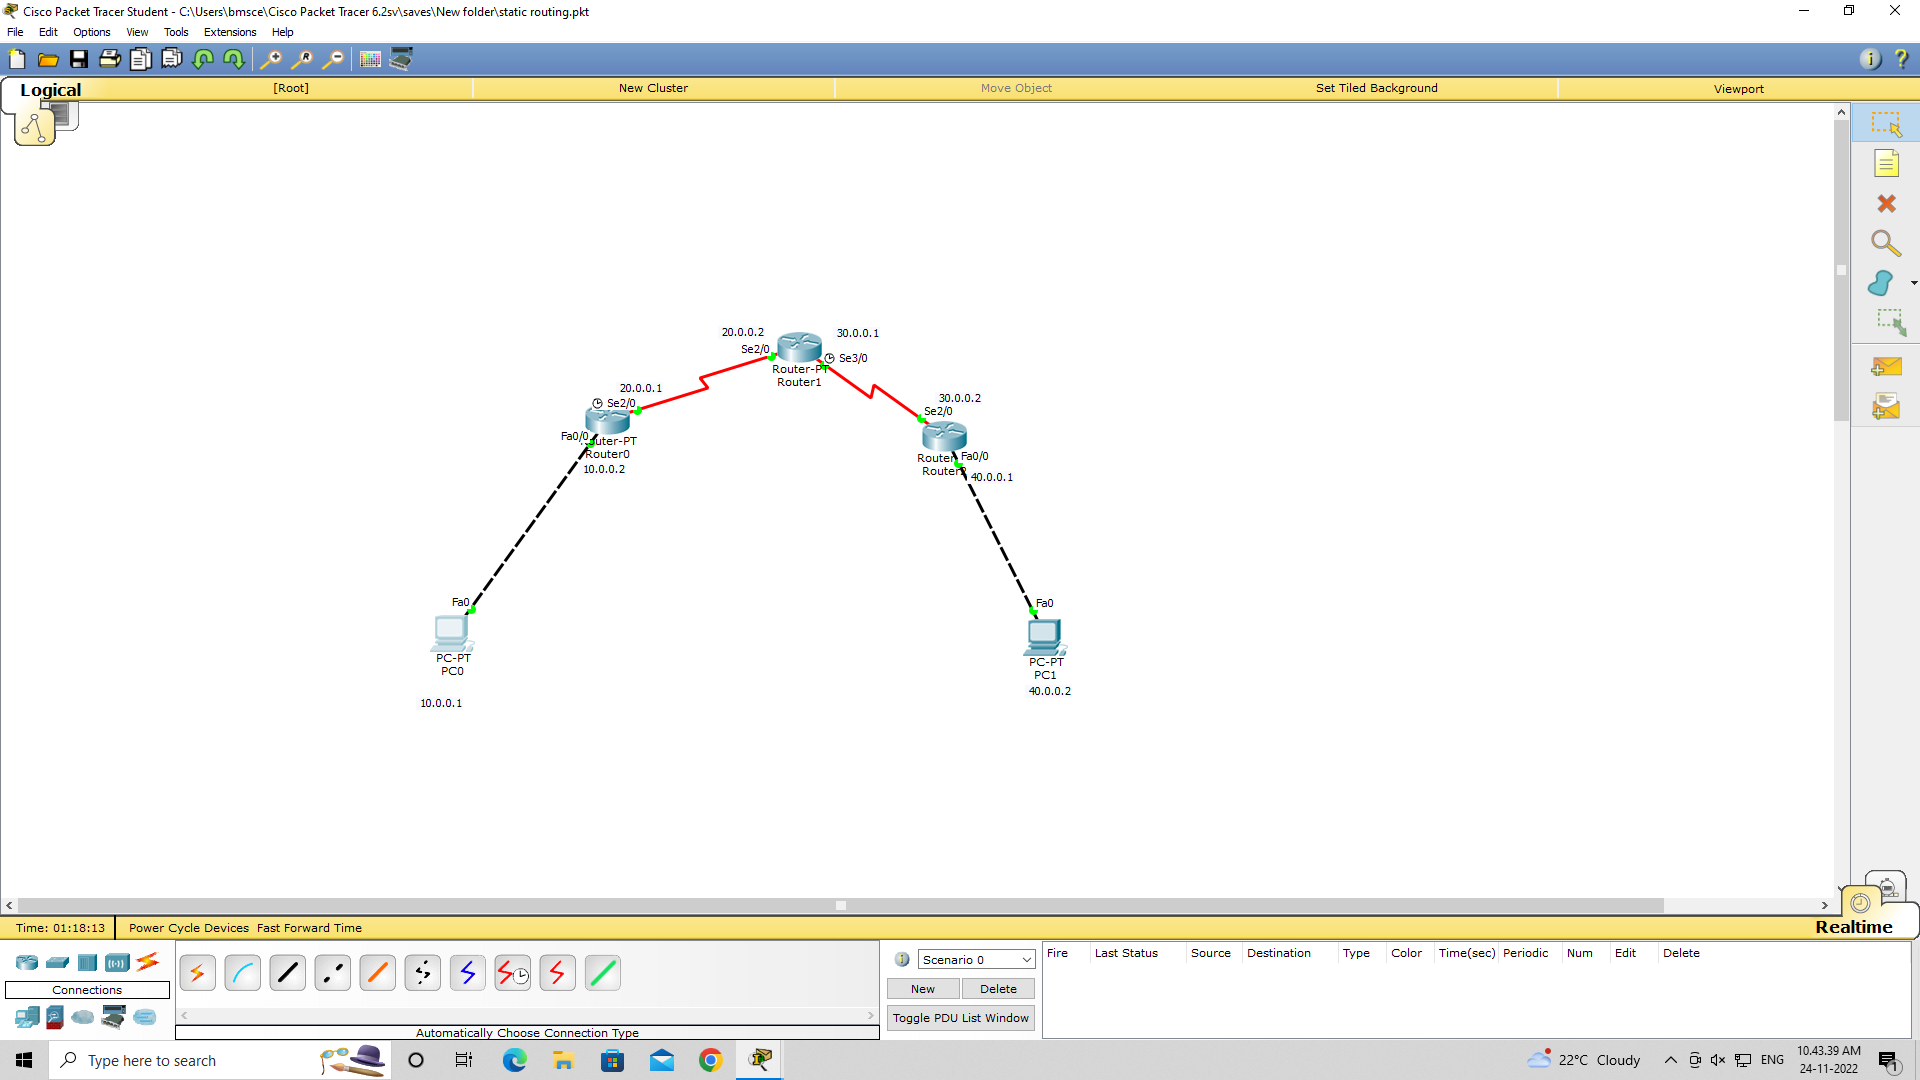 Cisco Packet Tracer Student - C:\Users\bmsce\Cisco Packet Tracer 6.2sv\saves\New folder\static routing.pkt
File Edit Options View Tools Extensions Help
Logical [Root] New Cluster Move Object Set Tiled Background Viewport
20.0.0.2 30.0.0.1
Se2/0 Se3/0
Router-PT
Router1
20.0.0.1
Se2/0
Fa0/0
Router0
10.0.0.2
30.0.0.2
Se2/0
Router Fa0/0
40.0.0.1
Fa0
PC-PT
PC0
10.0.0.1
Fa0
PC-PT
PC1
40.0.0.2
Time: 01:18:13 Power Cycle Devices Fast Forward Time Realtime
Scenario 0
Fire Last Status Source Destination Type Color Time(sec) Periodic Num Edit Delete
Connections
New Delete
Toggle PDU List Window
Automatically Choose Connection Type
Type here to search
22°C Cloudy ENG
10.43.39 AM
24-11-2022
1